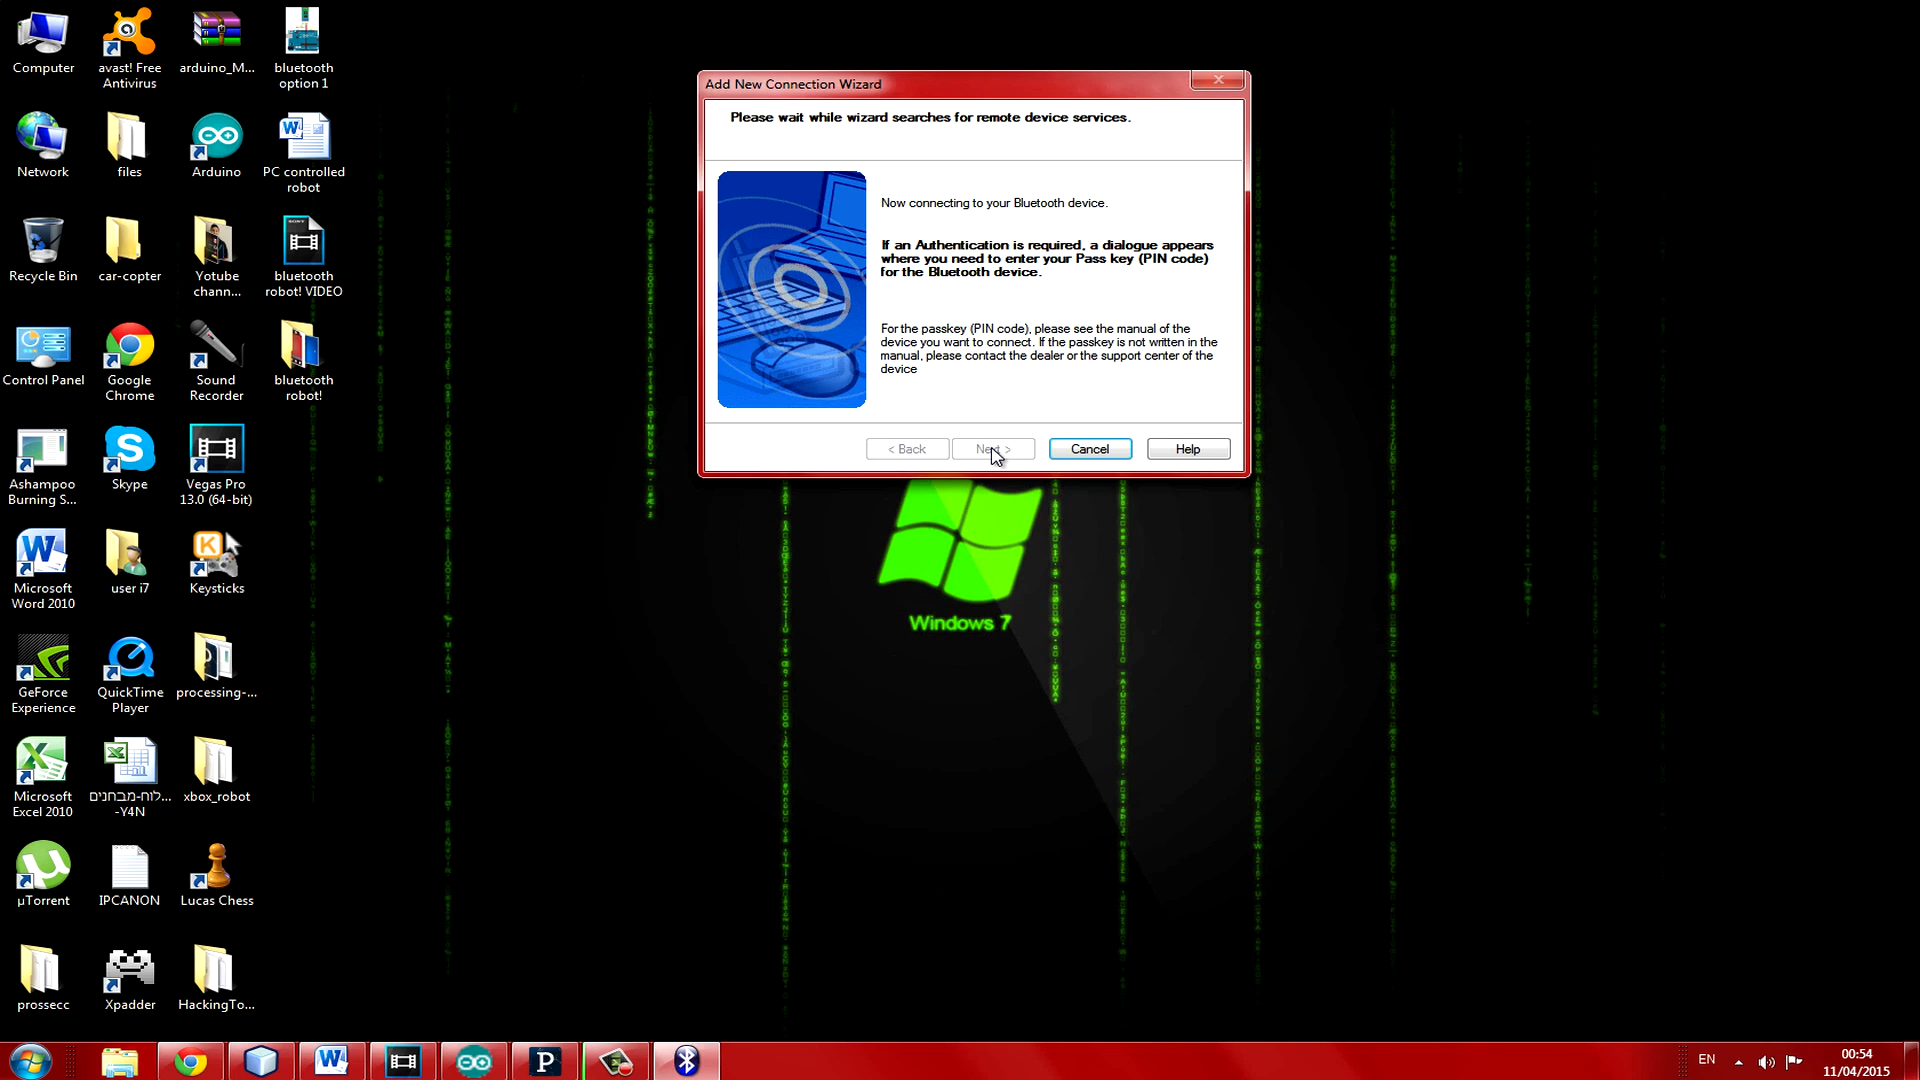 Computer
avast! Free
Antivirus
arduino_M...
bluetooth
option 1
Network
files
Arduino
PC controlled
robot
Recycle Bin
car-copter
Yotube
chann...
bluetooth
robot! VIDEO
Control Panel
Google
Chrome
Sound
Recorder
bluetooth
robot!
Ashampoo
Burning S...
Skype
Vegas Pro
13.0 (64-bit)
Microsoft
Word 2010
user i7
Keysticks
GeForce
Experience
QuickTime
Player
processing-...
Microsoft
Excel 2010
לוח-מבחנים...
-Y4N
xbox_robot
µTorrent
IPCANON
Lucas Chess
prossecc
Xpadder
HackingTo...
Add New Connection Wizard
Please wait while wizard searches for remote device services.
Now connecting to your Bluetooth device.
If an Authentication is required, a dialogue appears
where you need to enter your Pass key (PIN code)
for the Bluetooth device.
For the passkey (PIN code), please see the manual of the
device you want to connect. If the passkey is not written in the
manual, please contact the dealer or the support center of the
device
< Back
Next >
Cancel
Help
Windows 7
EN
00:54
11/04/2015